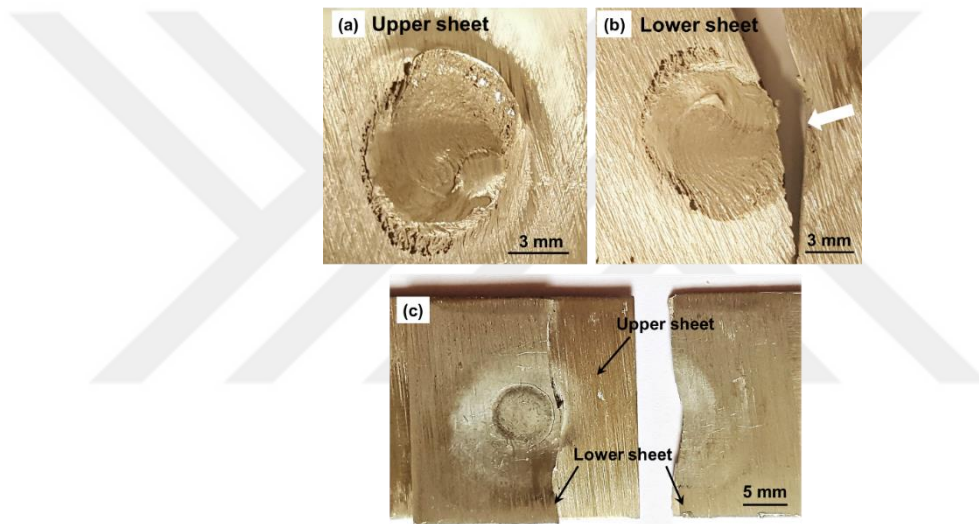 (a) Upper sheet
3 mm
(b) Lower sheet
3 mm
(c)
Upper sheet
Lower sheet
5 mm